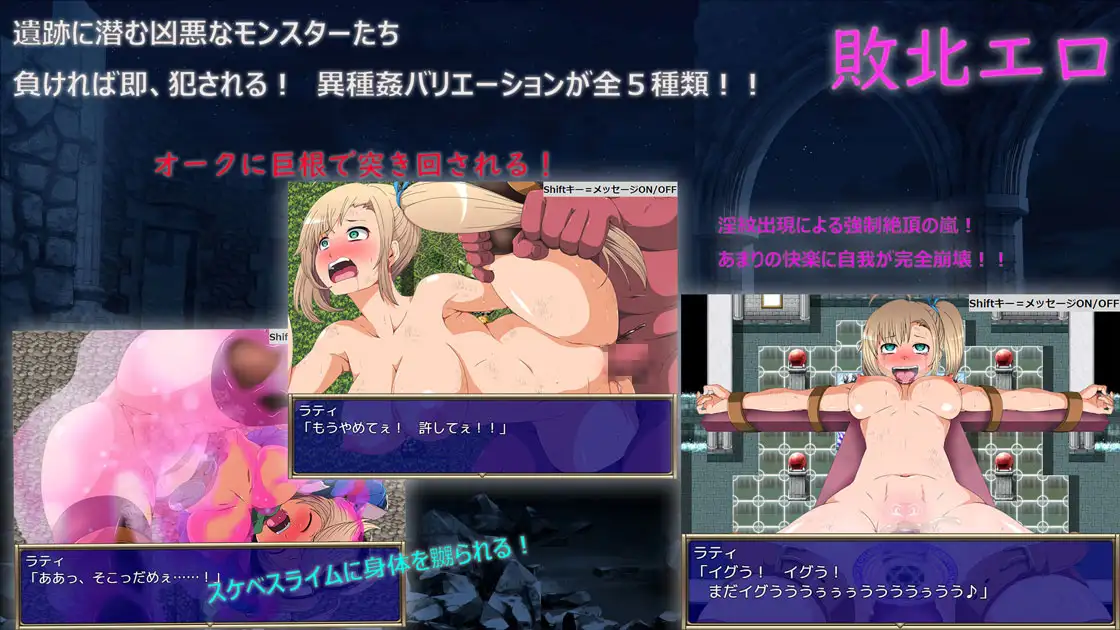 遺跡に潜む凶悪なモンスターたち
負ければ即、犯される！　異種姦バリエーションが全５種類！！
敗北エロ
オークに巨根で突き回される！
Shiftキー＝メッセージON/OFF
ラティ
「もうやめてぇ！　許してぇ！！」
淫紋出現による強制絶頂の嵐！
あまりの快楽に自我が完全崩壊！！
Shiftキー＝メッセージON/OFF
ラティ
「イグう！　イグう！
まだイグうううぅぅぅううううぅうう♪」
Shif
ラティ
「ああっ、そこっだめぇ……！」
スケベスライムに身体を嬲られる！